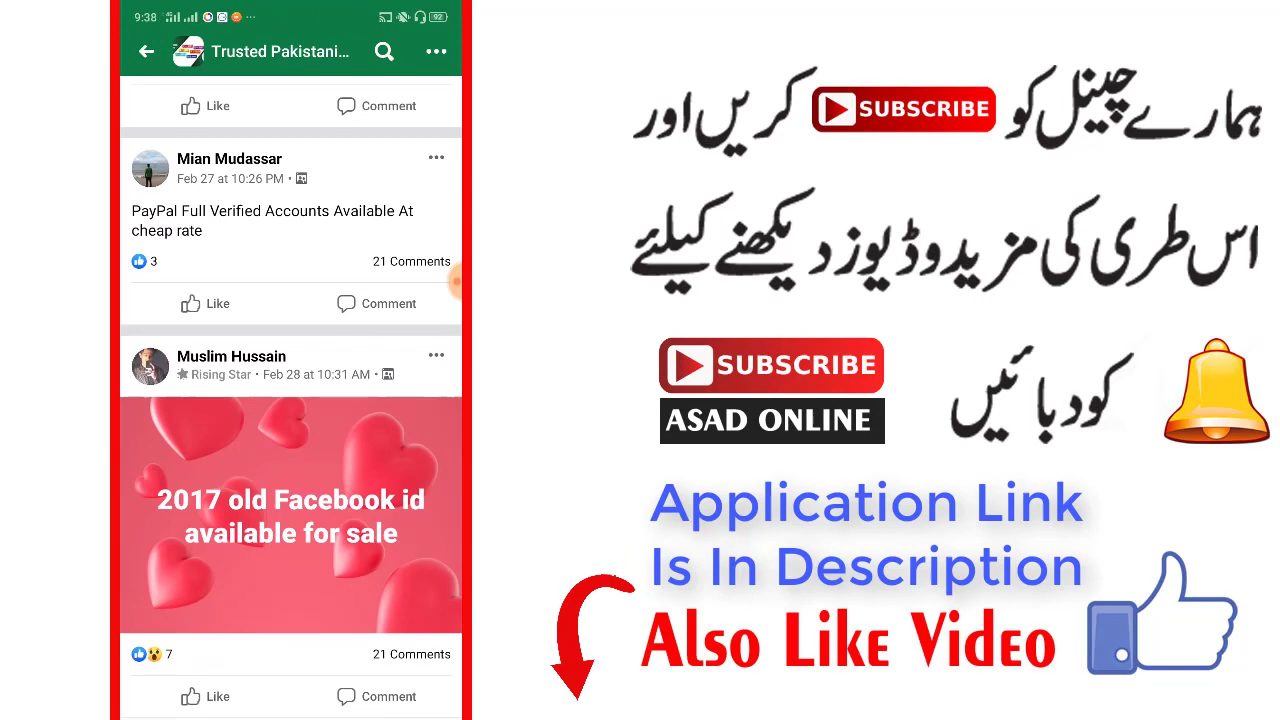 9:38
92
Trusted Pakistani...
Like
Comment
Mian Mudassar
Feb 27 at 10:26 PM •
PayPal Full Verified Accounts Available At
cheap rate
3
21 Comments
Like
Comment
Muslim Hussain
Rising Star • Feb 28 at 10:31 AM •
2017 old Facebook id
available for sale
7
21 Comments
Like
Comment
ہمارے چینل کو SUBSCRIBE کریں اور
اس طری کی مزید وڈیوز دیکھنے کیلئے
SUBSCRIBE
ASAD ONLINE
کو دبائیں
Application Link
Is In Description
Also Like Video